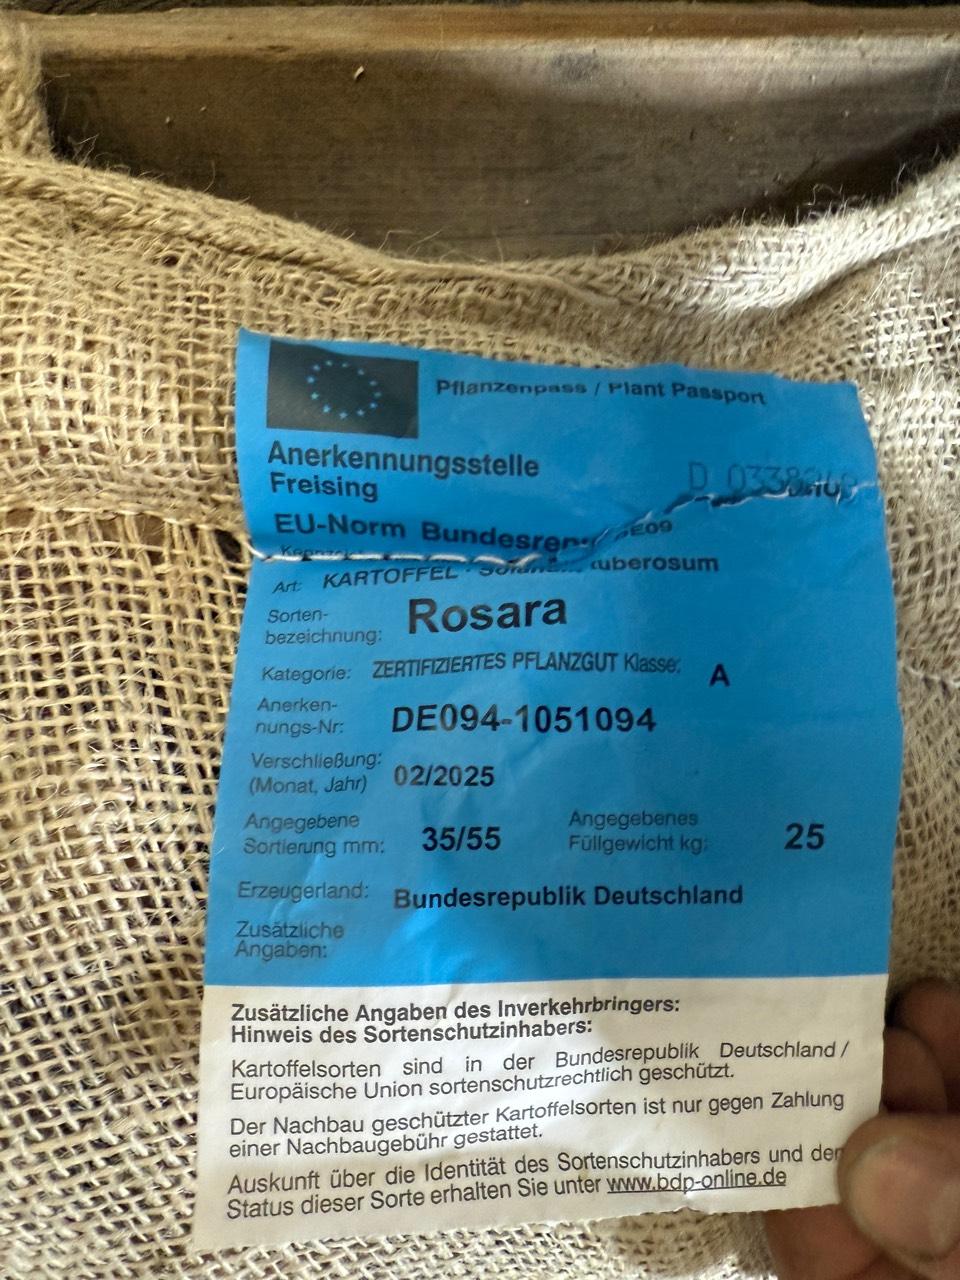 Pflanzenpass / Plant Passport
Anerkennungsstelle
Freising
D
EU-Norm
KARTOFFEL
Art:
tuberosum
Sorten-
bezeichnung: Rosara
Kategorie: ZERTIFIZIERTES PFLANZGUT Klasse: A
Anerken-
nungs-Nr: DE094-1051094
Verschließung:
(Monat, Jahr) 02/2025
Angegebene
Sortierung mm: 35/55
Angegebenes
Füllgewicht kg: 25
Erzeugerland: Bundesrepublik Deutschland
Zusätzliche
Angaben:
Zusätzliche Angaben des Inverkehrbringers:
Hinweis des Sortenschutzinhabers:
Kartoffelsorten sind in der Bundesrepublik Deutschland /
Europäische Union sortenschutzrechtlich geschützt.
Der Nachbau geschützter Kartoffelsorten ist nur gegen Zahlung
einer Nachbaugebühr gestattet.
Auskunft über die Identität des Sortenschutzinhabers und den
Status dieser Sorte erhalten Sie unter www.bdp-online.de